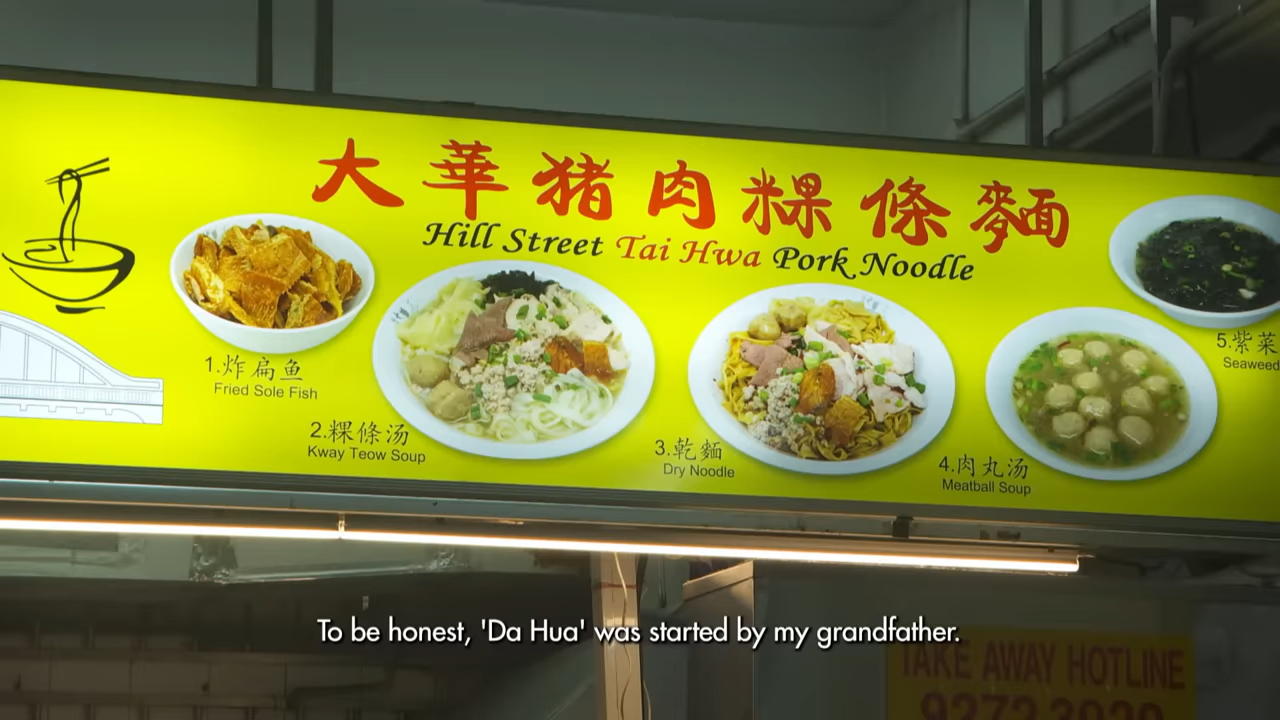 大華猪肉粿條麵
Hill Street Tai Hwa Pork Noodle
1.炸扁鱼
Fried Sole Fish
2.粿條汤
Kway Teow Soup
3.乾麵
Dry Noodle
4.肉丸汤
Meatball Soup
5.紫菜
Seaweed
To be honest, 'Da Hua' was started by my grandfather.
TAKE AWAY HOTLINE